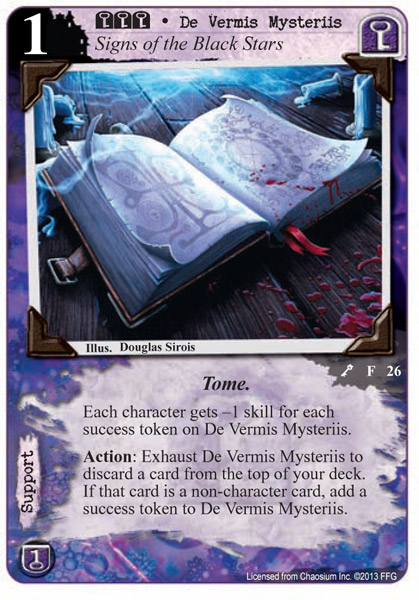 1
• De Vermis Mysteriis
Signs of the Black Stars
Illus. Douglas Sirois
F 26
Tome.
Each character gets –1 skill for each
success token on De Vermis Mysteriis.
Action: Exhaust De Vermis Mysteriis to
discard a card from the top of your deck.
If that card is a non-character card, add a
success token to De Vermis Mysteriis.
Support
1
Licensed from Chaosium Inc. ©2013 FFG